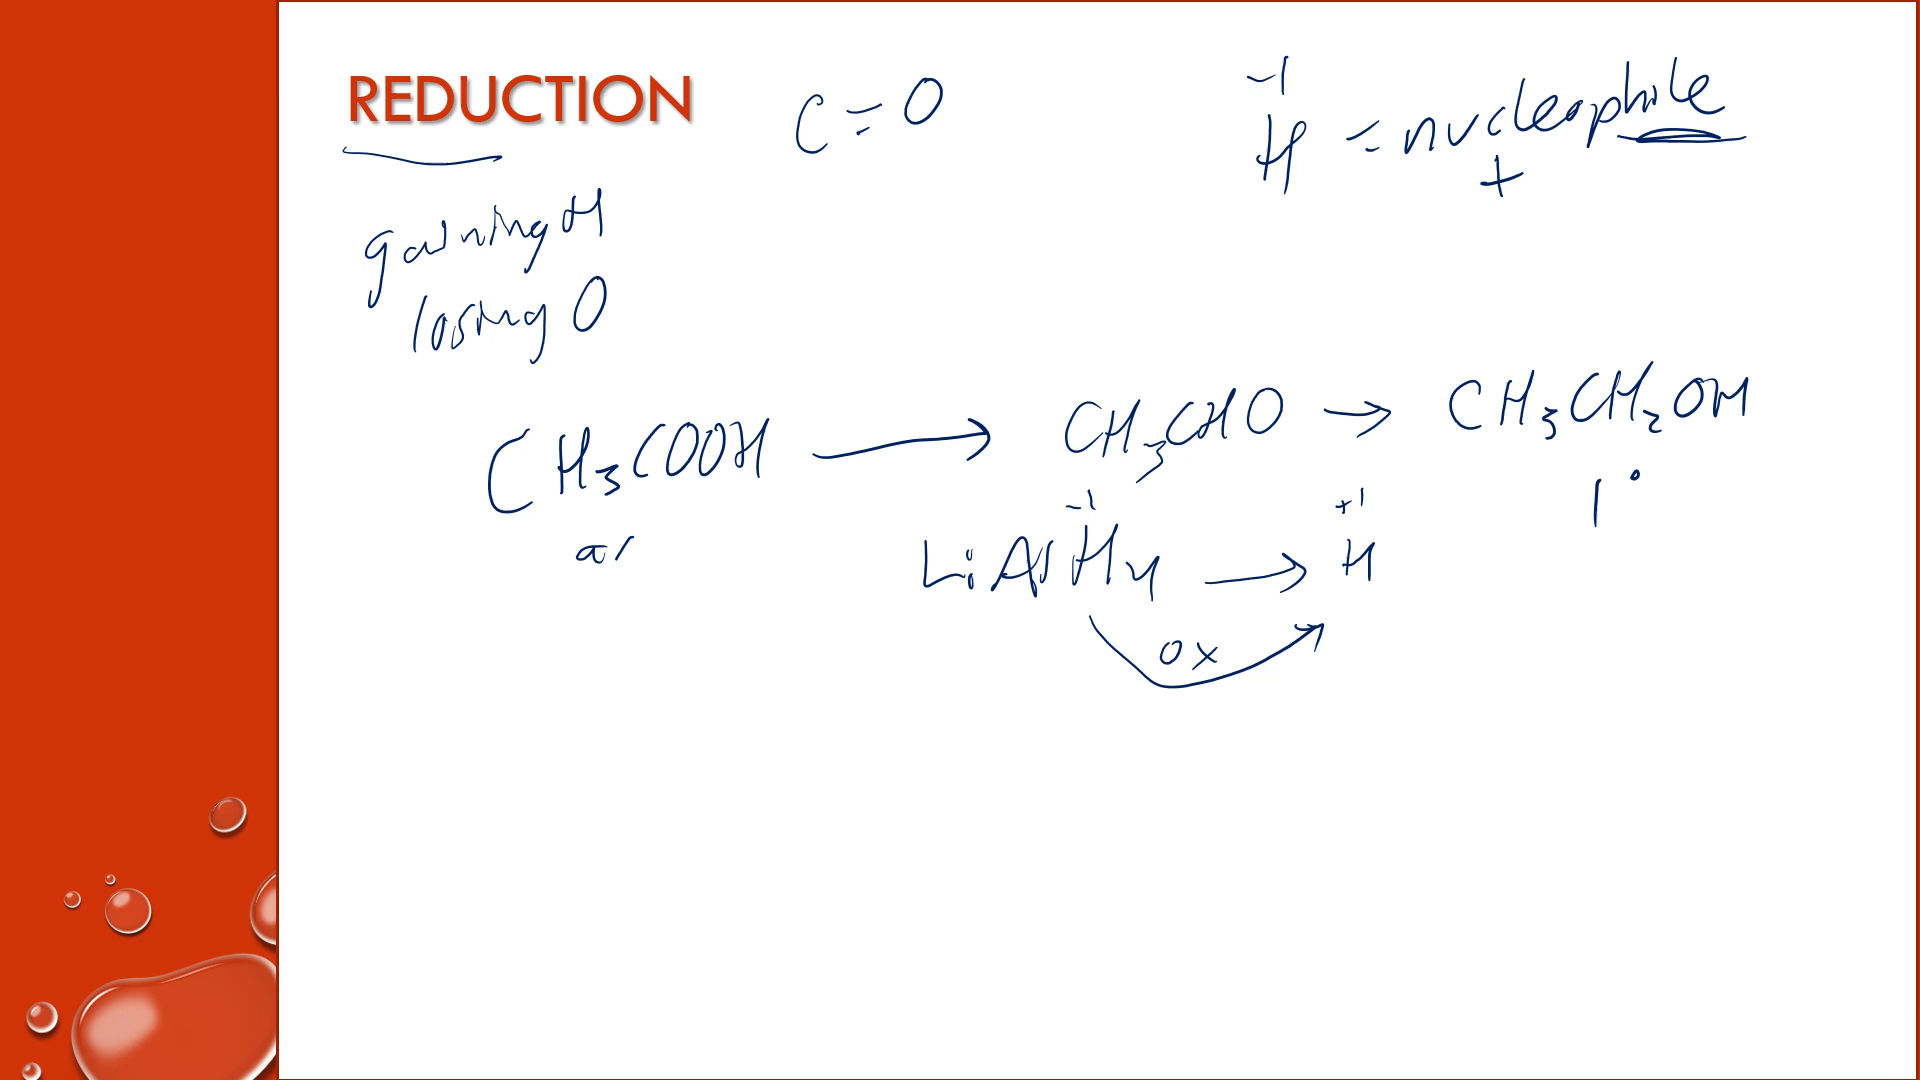 REDUCTION
C=O
-1
H = nucleophile
+
gaining H
losing O
CH3COOH → CH3CHO → CH3CH2OH
1°
-1
+1
LiAlH4 → H
ox